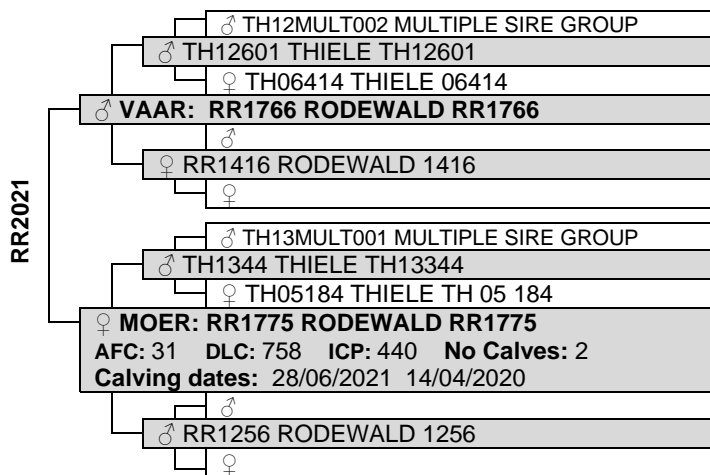 ♂ TH12MULT002 MULTIPLE SIRE GROUP
♂ TH12601 THIELE TH12601
♀ TH06414 THIELE 06414
♂ VAAR: RR1766 RODEWALD RR1766
♂
♀ RR1416 RODEWALD 1416
♀
RR2021
♂ TH13MULT001 MULTIPLE SIRE GROUP
♂ TH1344 THIELE TH13344
♀ TH05184 THIELE TH 05 184
♀ MOER: RR1775 RODEWALD RR1775
AFC: 31 DLC: 758 ICP: 440 No Calves: 2
Calving dates: 28/06/2021 14/04/2020
♂
♂ RR1256 RODEWALD 1256
♀